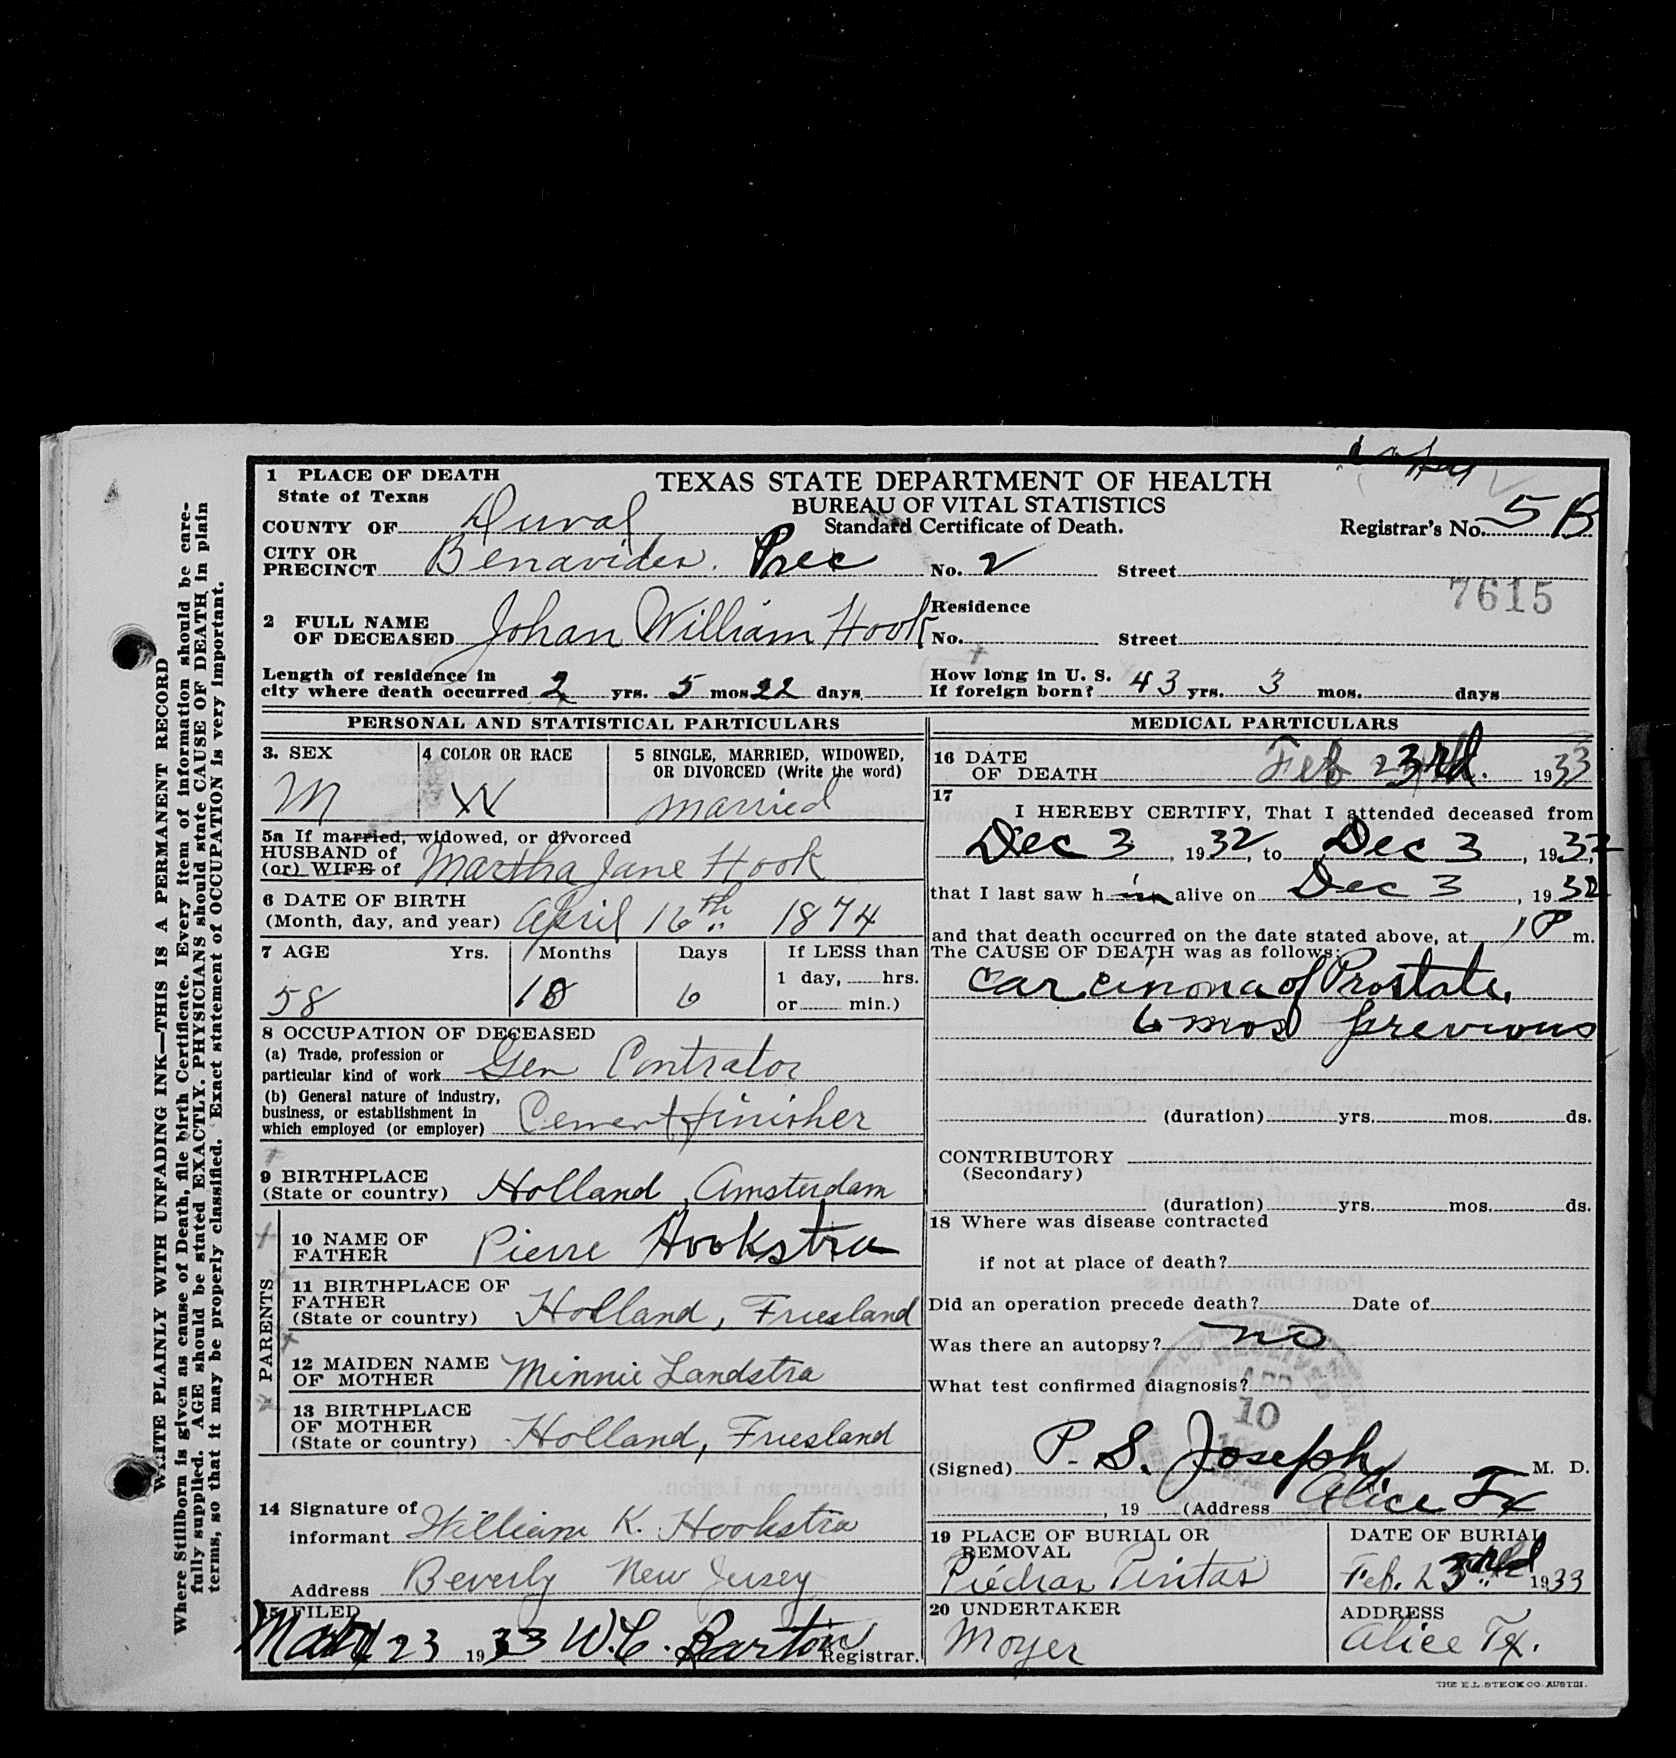 copy
1 PLACE OF DEATH
State of Texas
COUNTY OF Duval
CITY OR PRECINCT Benavides. Prec No. 2 Street
TEXAS STATE DEPARTMENT OF HEALTH
BUREAU OF VITAL STATISTICS
Standard Certificate of Death.
Registrar's No. 5 B
7615
2 FULL NAME OF DECEASED Johan William Hook
Residence
No. Street
Length of residence in
city where death occurred 2 yrs. 5 mos 22 days
How long in U. S.
If foreign born? 43 yrs. 3 mos. days
PERSONAL AND STATISTICAL PARTICULARS
3. SEX
M
4 COLOR OR RACE
W
5 SINGLE, MARRIED, WIDOWED,
OR DIVORCED (Write the word)
married
5a If married, widowed, or divorced
HUSBAND of
(or) WIFE of Martha Jane Hook
6 DATE OF BIRTH
(Month, day, and year) April 16th 1874
7 AGE Yrs. Months Days If LESS than
1 day, hrs.
or min.)
58 10 6
8 OCCUPATION OF DECEASED
(a) Trade, profession or
particular kind of work Gen Contrator
(b) General nature of industry,
business, or establishment in
which employed (or employer) Cement finisher
9 BIRTHPLACE
(State or country) Holland, Amsterdam
PARENTS
10 NAME OF
FATHER Pierre Hookstra
11 BIRTHPLACE OF
FATHER
(State or country) Holland, Friesland
12 MAIDEN NAME
OF MOTHER Minnie Landstra
13 BIRTHPLACE
OF MOTHER
(State or country) Holland, Friesland
14 Signature of
informant William K. Hookstra
Address Beverly New Jersey
15 FILED
23 1933 W.C. Barton Registrar.
MEDICAL PARTICULARS
16 DATE
OF DEATH Feb 23rd. 1933
17
I HEREBY CERTIFY, That I attended deceased from
Dec 3, 1932, to Dec 3, 1932,
that I last saw him alive on Dec 3, 1932
and that death occurred on the date stated above, at 1 P m.
The CAUSE OF DEATH was as follows:
Carcinoma of Prostate,
6 mos previous
(duration) yrs. mos. ds.
CONTRIBUTORY
(Secondary)
(duration) yrs. mos. ds.
18 Where was disease contracted
if not at place of death?
Did an operation precede death? Date of
Was there an autopsy? no
What test confirmed diagnosis?
10
(Signed) P. S. Joseph, M. D.
, 19 (Address Alice Tx
19 PLACE OF BURIAL OR
REMOVAL
Piedras Pintas
DATE OF BURIAL
Feb. 23rd 1933
20 UNDERTAKER
Moyer
ADDRESS
Alice Tx.
THE E.L. STECK CO. AUSTIN.
WRITE PLAINLY WITH UNFADING INK—THIS IS A PERMANENT RECORD
Where Stillborn is given as cause of Death, file birth Certificate. Every item of information should be care-
fully supplied. AGE should be stated EXACTLY. PHYSICIANS should state CAUSE OF DEATH in plain
terms, so that it may be properly classified. Exact statement of OCCUPATION is very important.